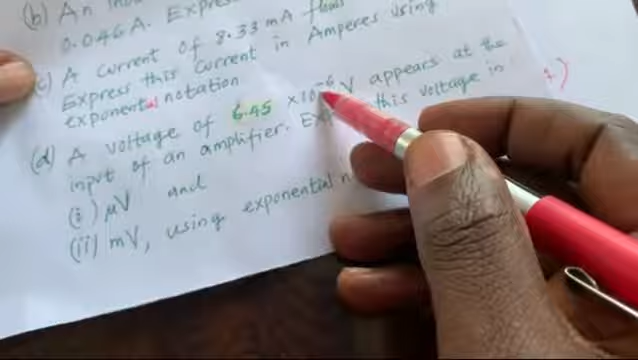 (b) An
0.046A. Express
(c) A current of 8.33 mA flows
Express this current in Amperes using
exponential notation
(d) A voltage of 6.45 ×10⁻⁶ V appears at the
input of an amplifier. this voltage in
(i) μV and
(ii) mV, using exponential